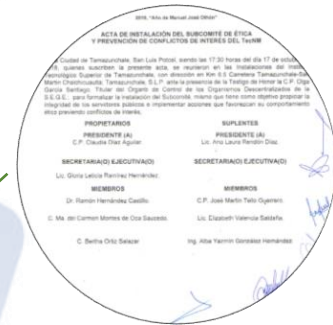 2018, "Año de Manuel José Othón"
ACTA DE INSTALACIÓN DEL SUBCOMITÉ DE ÉTICA
Y PREVENCIÓN DE CONFLICTOS DE INTERÉS DEL TecNM
Ciudad de Tamazunchale, San Luis Potosí, siendo las 17:30 horas del día 17 de
quienes suscriben la presente acta, se reunieron en las instalaciones del
Tecnológico Superior de Tamazunchale, con dirección en Km 6.5 Carretera Tamazunchale-San
Martín Chalchicuautla, Tamazunchale, S.L.P. ante la presencia de la Testigo de Honor la C.P. Olga
García Santiago, Titular del Órgano de Control de los Organismos Descentralizados de la
S.E.G.E., para formalizar la instalación del Subcomité, mismo que tiene como objetivo propiciar la
integridad de los servidores públicos e implementar acciones que favorezcan su comportamiento
ético previendo conflictos de interés.
PROPIETARIOS SUPLENTES
PRESIDENTE (A) PRESIDENTE (A)
C.P. Claudia Díaz Aguilar Lic. Ana Laura Rendón Díaz
SECRETARIA(O) EJECUTIVA(O) SECRETARIA(O) EJECUTIVA(O)
Lic. Gloria Leticia Ramírez Hernández
MIEMBROS MIEMBROS
Dr. Ramón Hernández Castillo C.P. José Martín Tello Guerrero
C. Ma. del Carmen Montes de Oca Saucedo Lic. Elizabeth Valencia Saldaña
C. Bertha Ortiz Salazar Ing. Alba Yazmín González Hernández